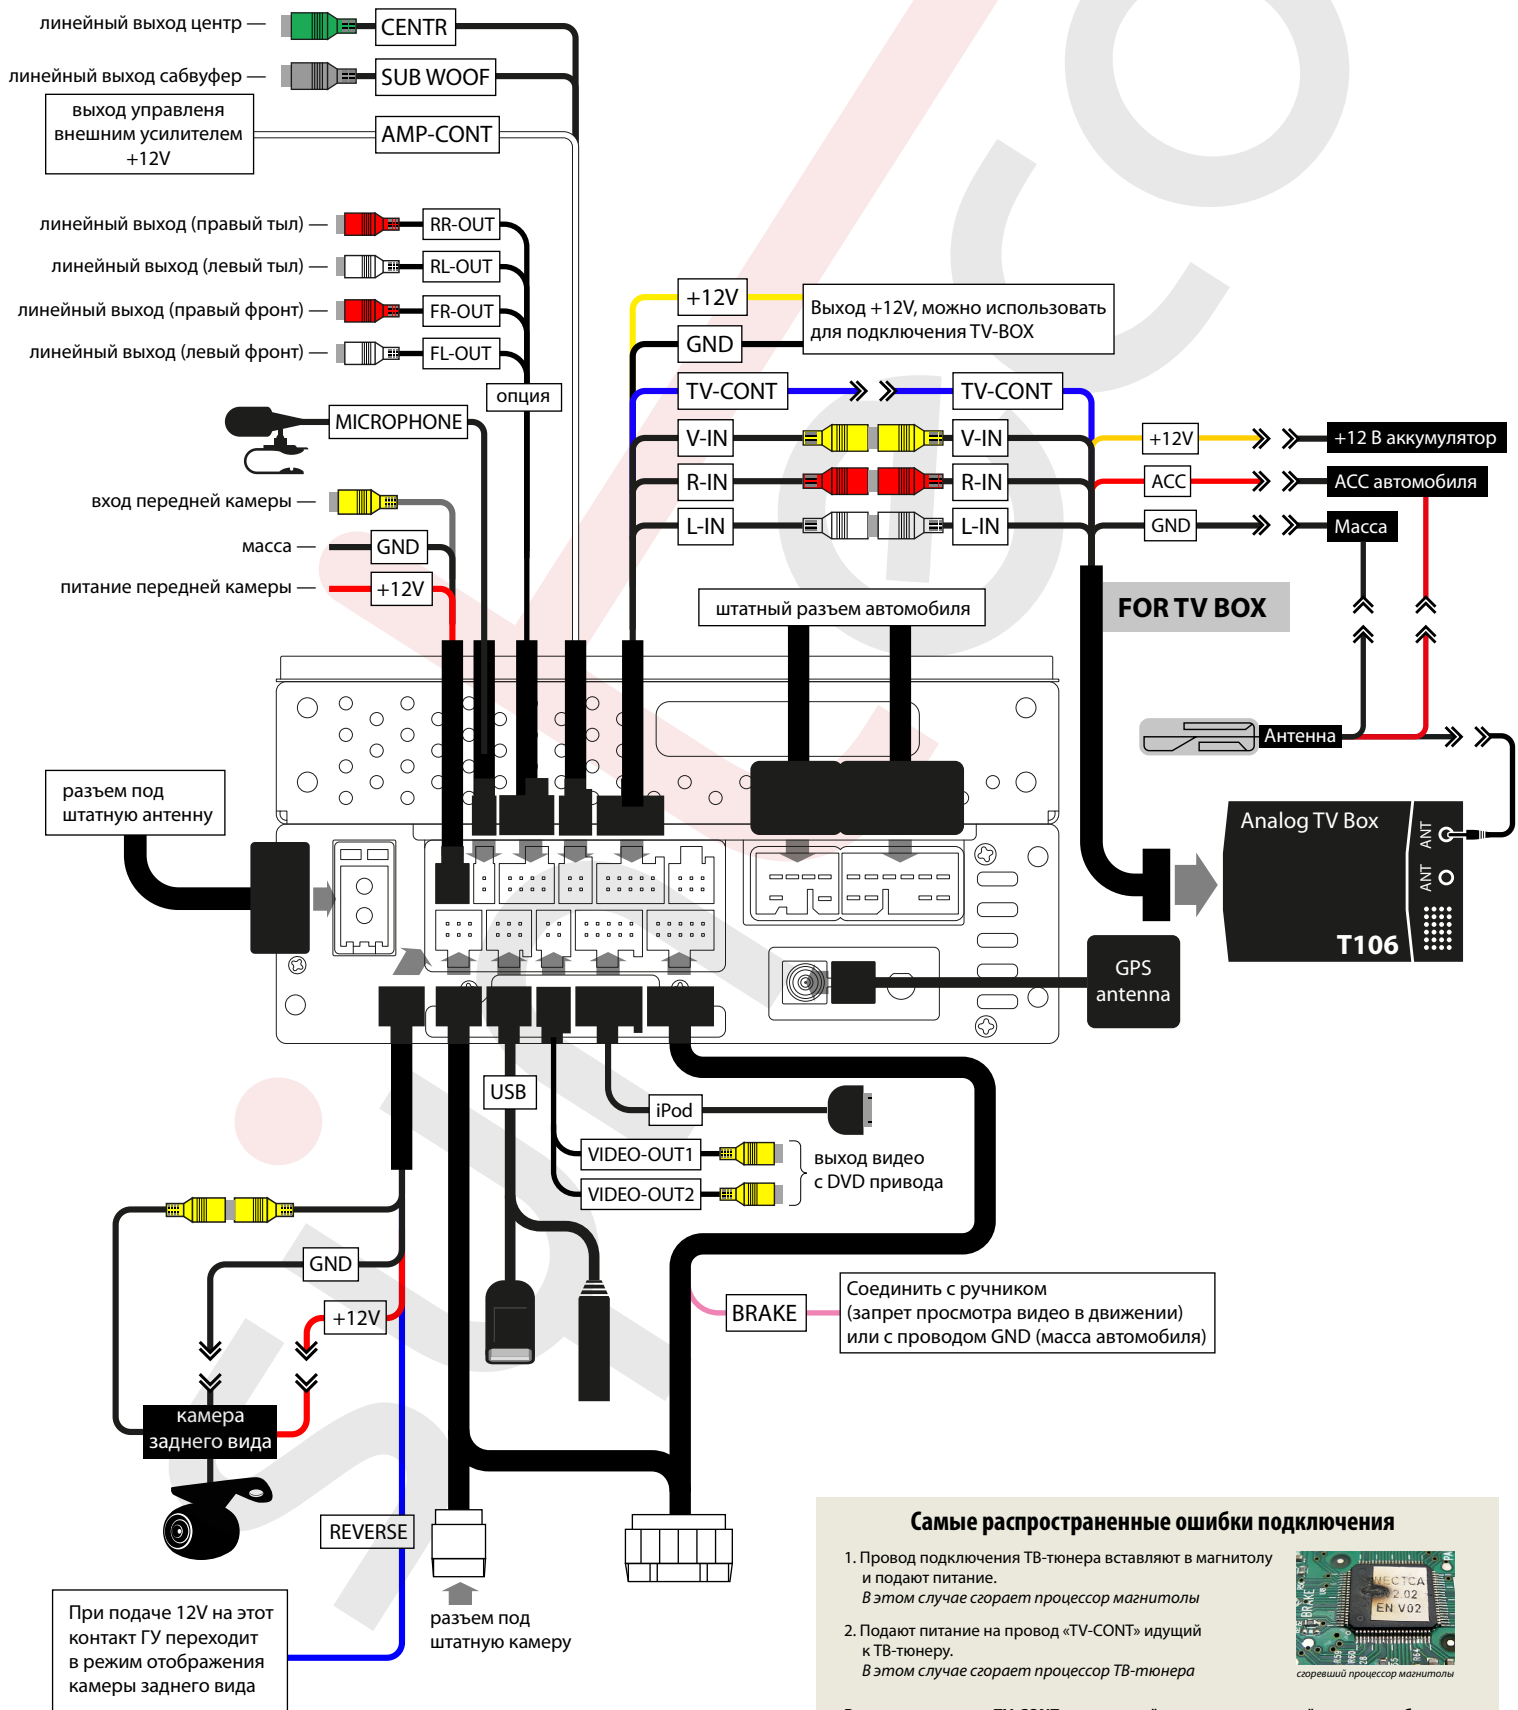 линейный выход центр —
CENTR
линейный выход сабвуфер —
SUB WOOF
выход управленя
внешним усилителем
+12V
AMP-CONT
линейный выход (правый тыл) —
RR-OUT
линейный выход (левый тыл) —
RL-OUT
линейный выход (правый фронт) —
FR-OUT
линейный выход (левый фронт) —
FL-OUT
опция
MICROPHONE
вход передней камеры —
масса —
GND
питание передней камеры —
+12V
+12V
GND
Выход +12V, можно использовать
для подключения TV-BOX
TV-CONT
TV-CONT
V-IN
V-IN
R-IN
R-IN
L-IN
L-IN
+12V
+12 В аккумулятор
ACC
ACC автомобиля
GND
Масса
штатный разъем автомобиля
FOR TV BOX
Антенна
разъем под
штатную антенну
Analog TV Box
ANT
ANT
T106
GPS
antenna
USB
iPod
VIDEO-OUT1
VIDEO-OUT2
выход видео
с DVD привода
GND
+12V
BRAKE
Соединить с ручником
(запрет просмотра видео в движении)
или с проводом GND (масса автомобиля)
камера
заднего вида
REVERSE
При подаче 12V на этот
контакт ГУ переходит
в режим отображения
камеры заднего вида
разъем под
штатную камеру
Самые распространенные ошибки подключения
1. Провод подключения ТВ-тюнера вставляют в магнитолу
и подают питание.
В этом случае сгорает процессор магнитолы
2. Подают питание на провод «TV-CONT» идущий
к ТВ-тюнеру.
В этом случае сгорает процессор ТВ-тюнера
BRAKE
NECTCA
2.02
EN V02
сгоревший процессор магнитолы